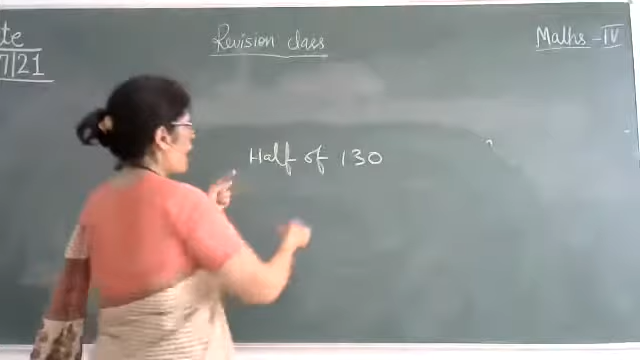 te
7/21
Revision class
Maths - IV
Half of 130